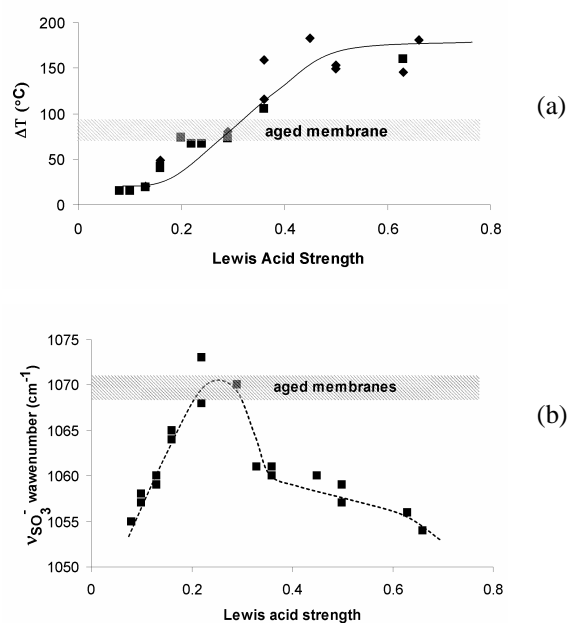 200
150
100
50
0
ΔT (°C)
aged membrane
0
0.2
0.4
0.6
0.8
Lewis Acid Strength
(a)
1075
1070
1065
1060
1055
1050
νSO3- wawenumber (cm-1)
aged membranes
0
0.2
0.4
0.6
0.8
Lewis acid strength
(b)